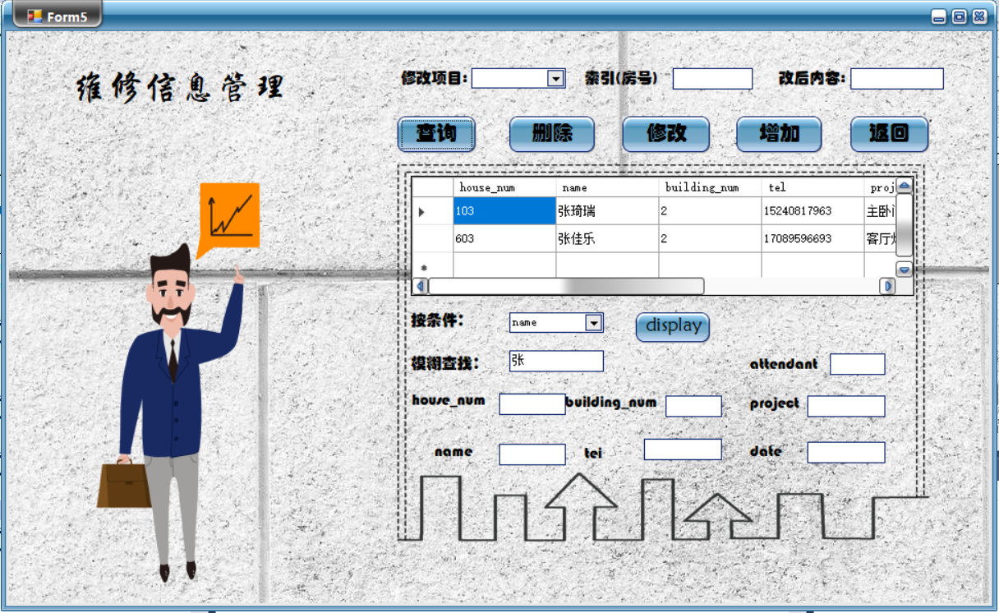 Form5
维修信息管理
修改项目: 索引(房号) 改后内容:
查询 删除 修改 增加 返回
house_num name building_num tel proj
103 张琦瑞 2 15240817963 主卧
603 张佳乐 2 17089596693 客厅
按条件: name display
模糊查找: 张 attendant
house_num building_num project
name tei date